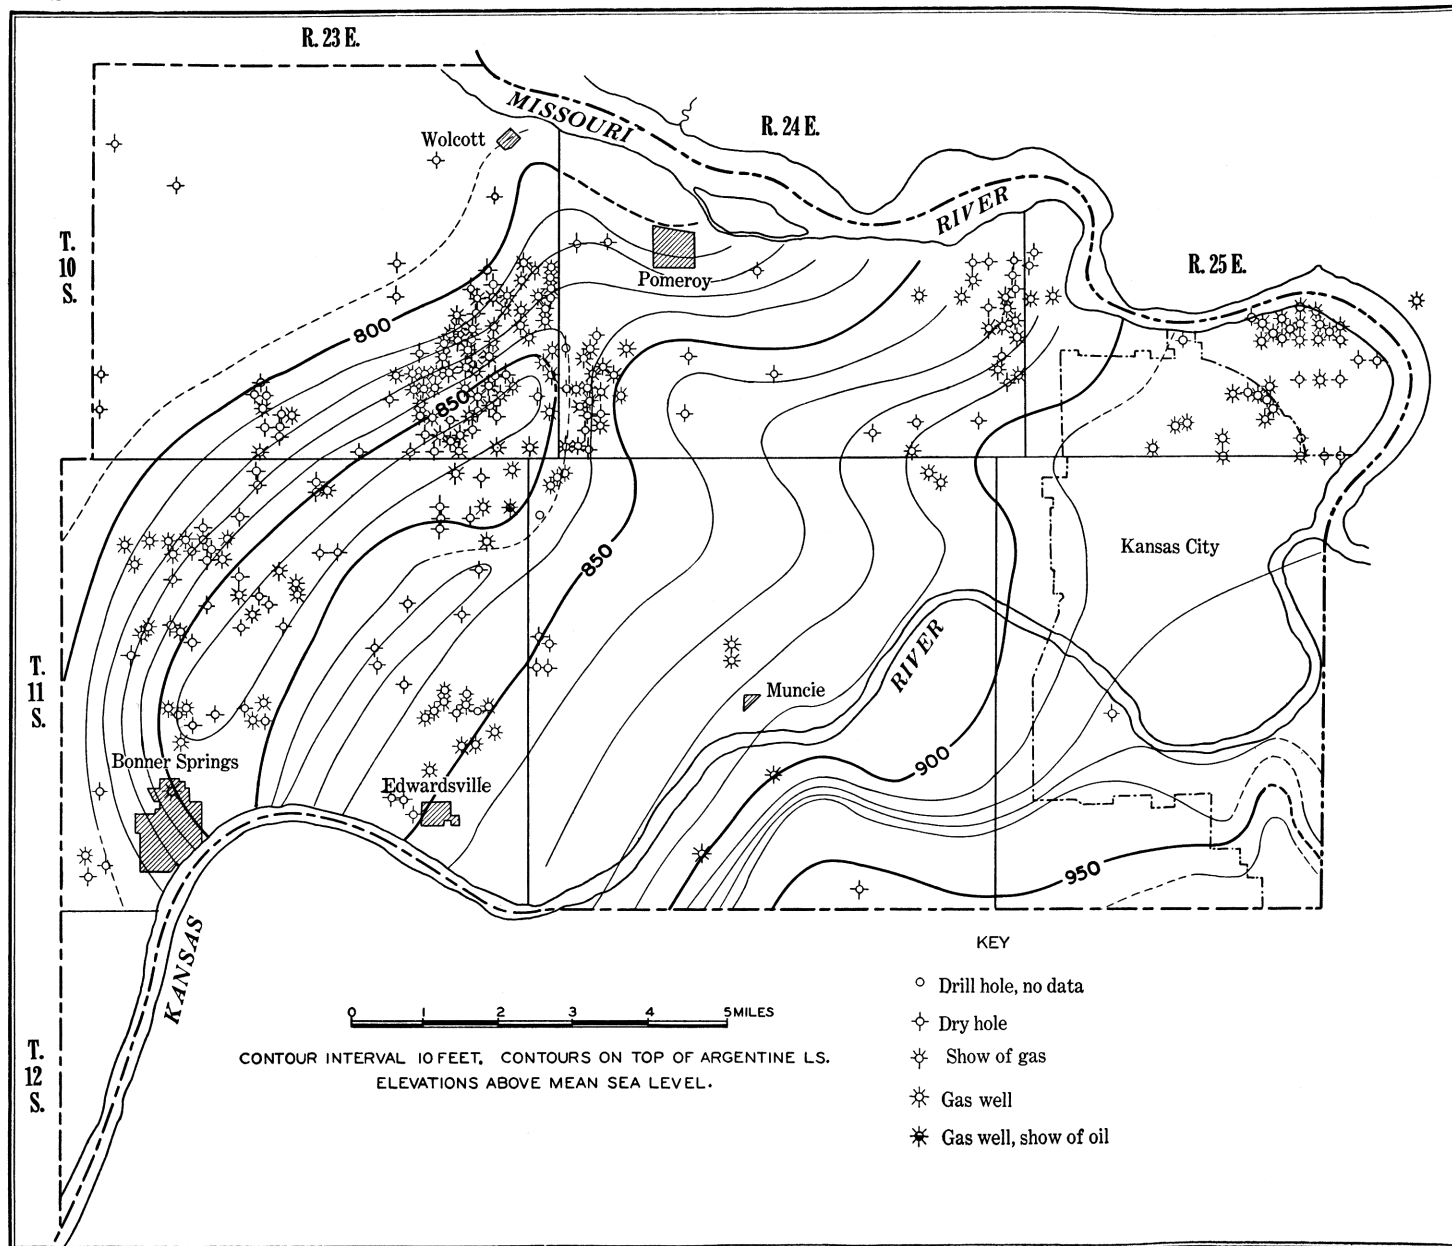 R. 23 E.
MISSOURI
R. 24 E.
Wolcott
RIVER
T.
10
S.
R. 25 E.
Pomeroy
800
850
Kansas City
850
RIVER
T.
11
S.
Muncie
Bonner Springs
900
Edwardsville
950
KANSAS
KEY
Drill hole, no data
0 1 2 3 4 5 MILES
Dry hole
CONTOUR INTERVAL 10 FEET. CONTOURS ON TOP OF ARGENTINE LS.
Show of gas
ELEVATIONS ABOVE MEAN SEA LEVEL.
T.
12
S.
Gas well
Gas well, show of oil